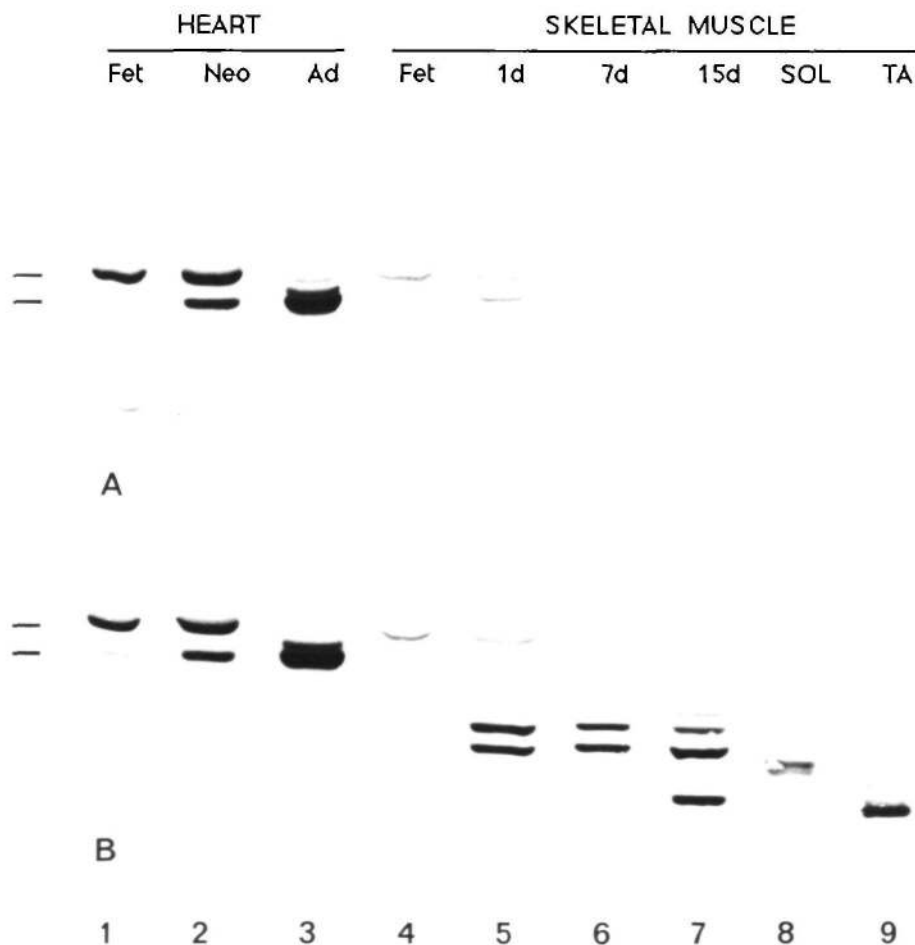 HEART SKELETAL MUSCLE
Fet Neo Ad Fet 1d 7d 15d SOL TA
A
B
1 2 3 4 5 6 7 8 9